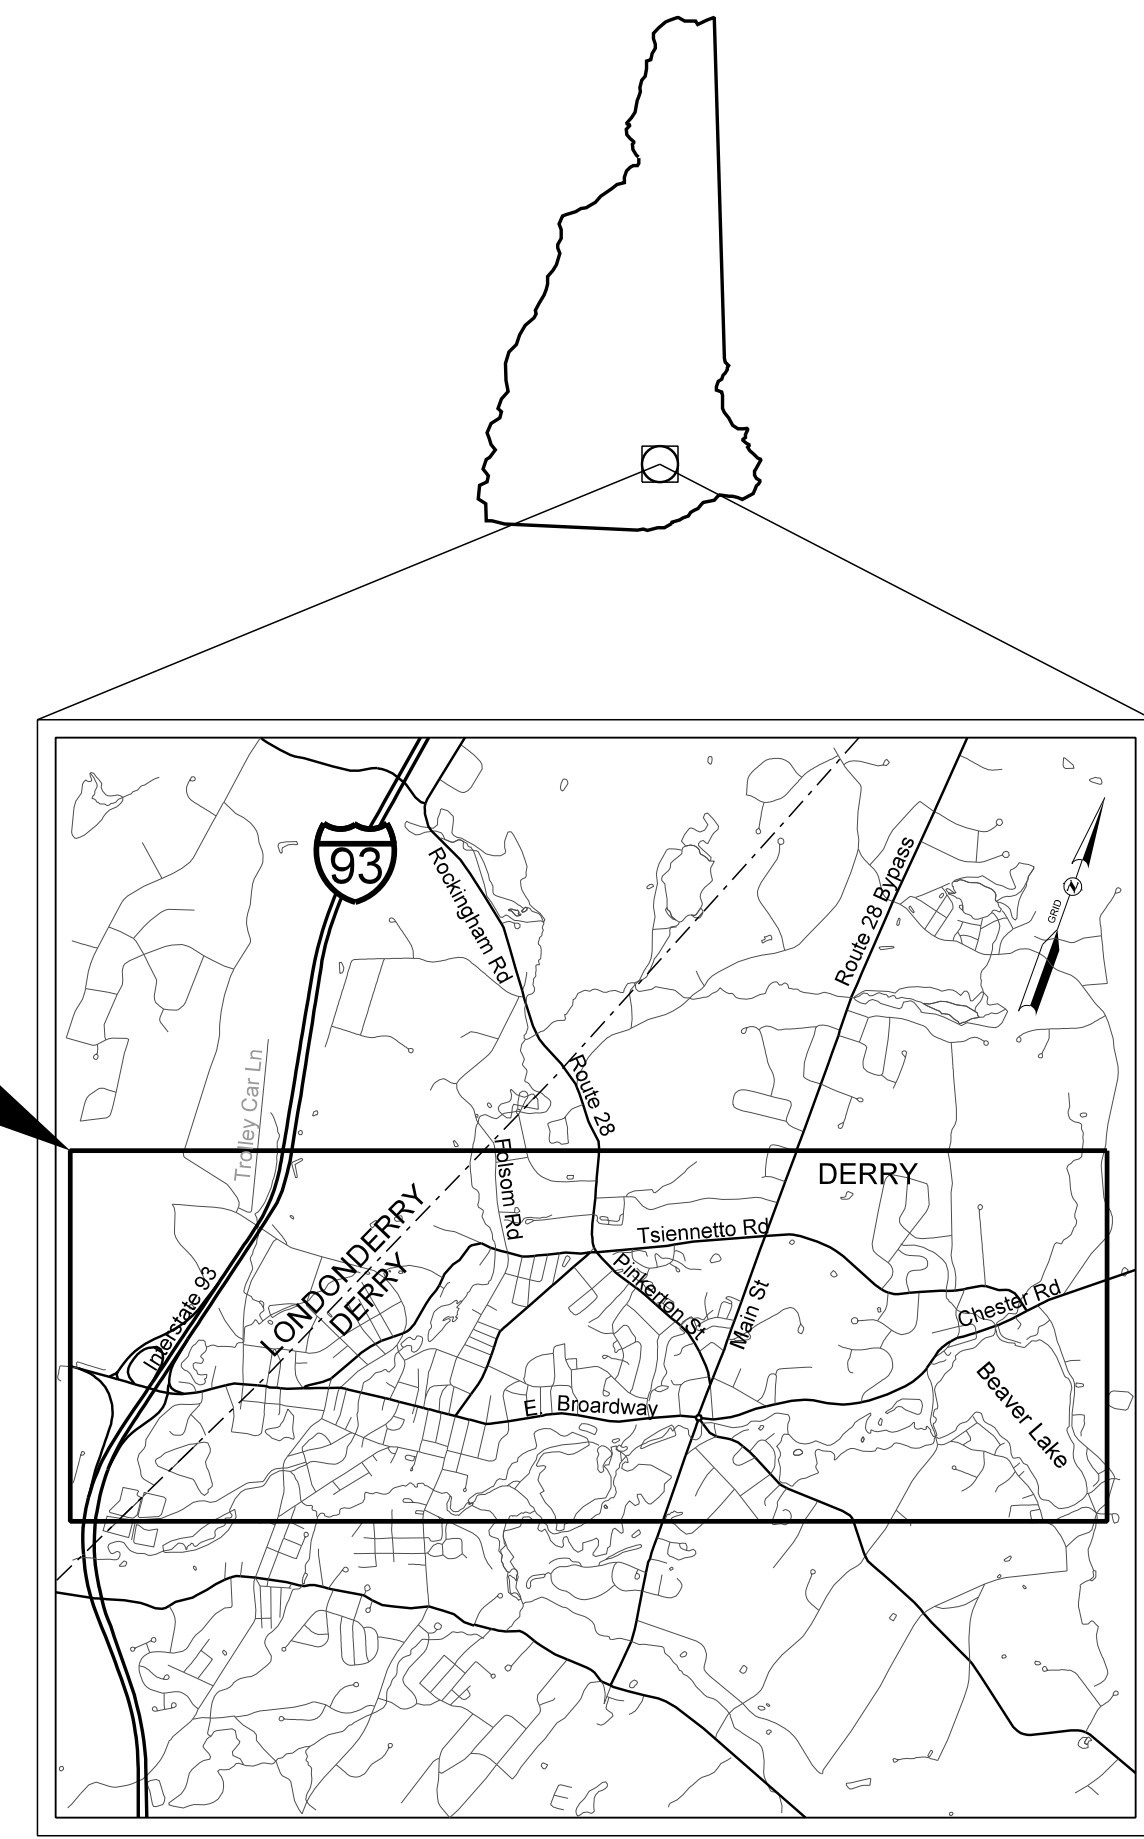 93
Rockingham Rd
Route 28 Bypass
GRID
N
Trolley Car Ln
Route 28
Folsom Rd
DERRY
LONDONDERRY
DERRY
Tsiennetto Rd
Pinkerton St
Main St
Interstate 93
Chester Rd
E. Broardway
Beaver Lake